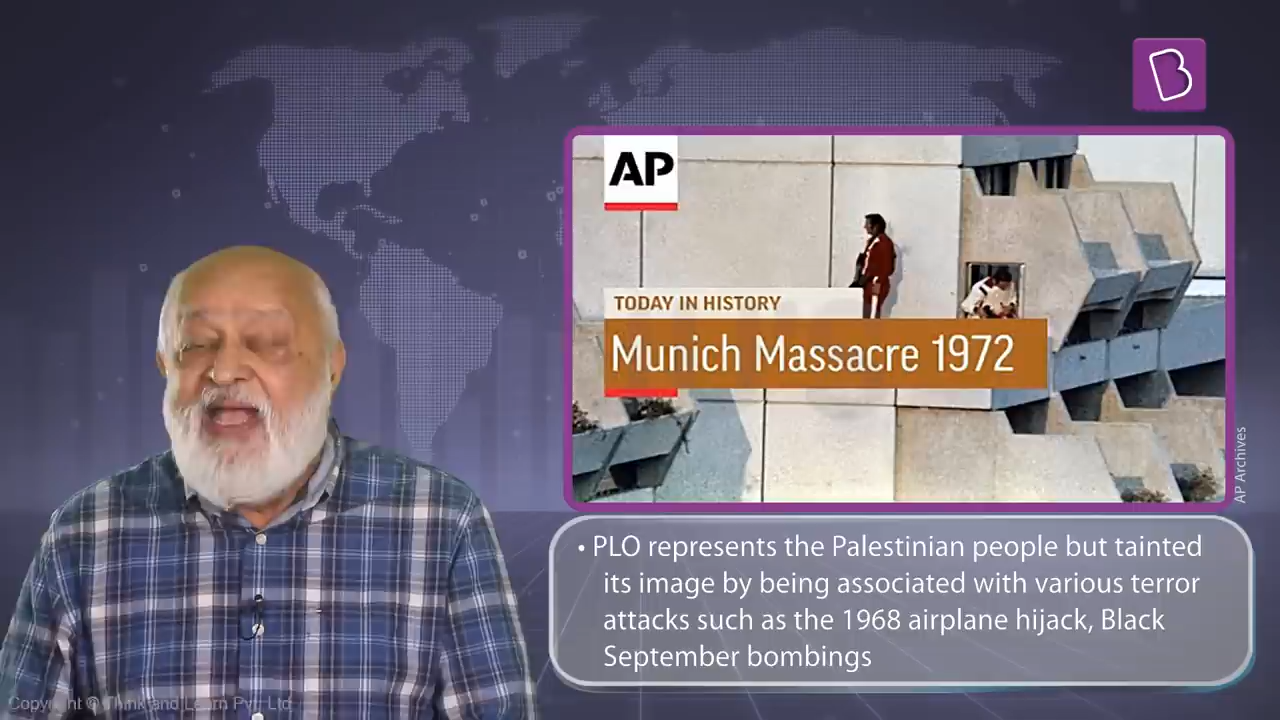 B
AP
TODAY IN HISTORY
Munich Massacre 1972
AP Archives
• PLO represents the Palestinian people but tainted
its image by being associated with various terror
attacks such as the 1968 airplane hijack, Black
September bombings
Copyright © Think and Learn Pvt. Ltd